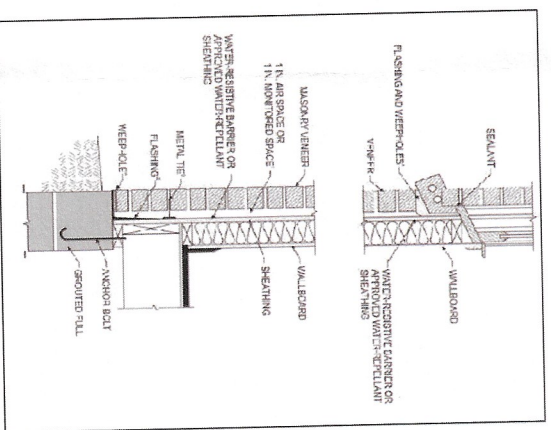 SEALANT
FLASHING AND WEEPHOLES
VENEER
WALLBOARD
WATER-RESISTIVE BARRIER OR
APPROVED WATER-REPELLANT
SHEATHING
MASONRY VENEER
1 IN. AIR SPACE OR
1 IN. MONITORED SPACE
WATER-RESISTIVE BARRIER OR
APPROVED WATER-REPELLANT
SHEATHING
METAL TIE
FLASHING
WEEPHOLE
WALLBOARD
SHEATHING
ANCHOR BOLT
GROUTED FULL